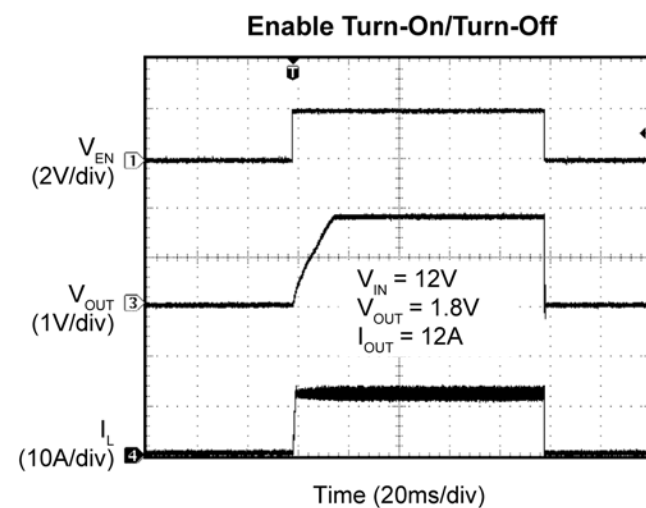 Enable Turn-On/Turn-Off
T
V_EN
(2V/div)
1
V_OUT
(1V/div)
3
V_IN = 12V
V_OUT = 1.8V
I_OUT = 12A
I_L
(10A/div)
4
Time (20ms/div)